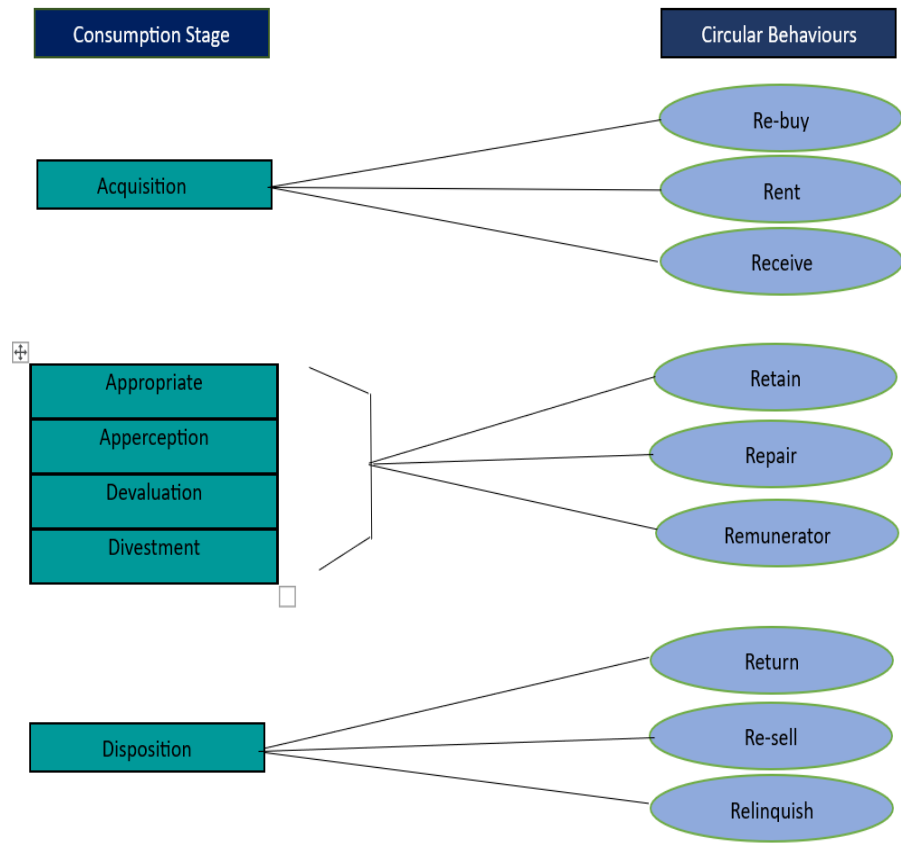 Consumption Stage
Circular Behaviours
Re-buy
Acquisition
Rent
Receive
Appropriate
Apperception
Devaluation
Divestment
Retain
Repair
Remunerator
Return
Disposition
Re-sell
Relinquish